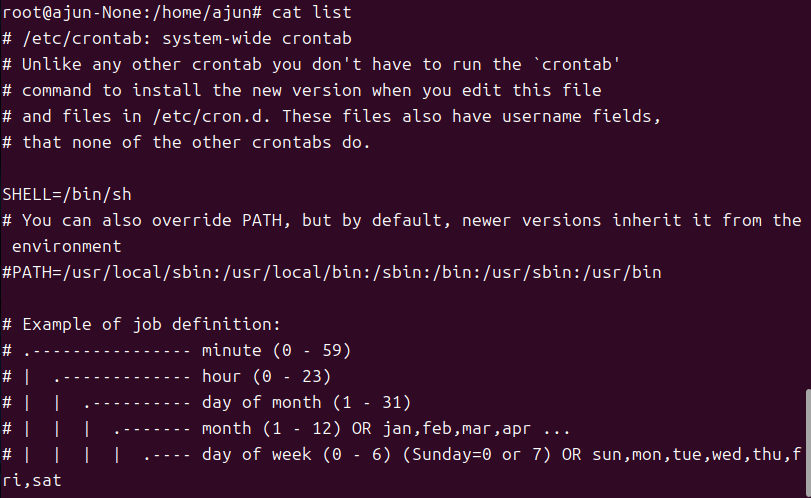 root@ajun-None:/home/ajun# cat list
# /etc/crontab: system-wide crontab
# Unlike any other crontab you don't have to run the `crontab'
# command to install the new version when you edit this file
# and files in /etc/cron.d. These files also have username fields,
# that none of the other crontabs do.

SHELL=/bin/sh
# You can also override PATH, but by default, newer versions inherit it from the
 environment
#PATH=/usr/local/sbin:/usr/local/bin:/sbin:/bin:/usr/sbin:/usr/bin

# Example of job definition:
# .---------------- minute (0 - 59)
# |  .------------- hour (0 - 23)
# |  |  .---------- day of month (1 - 31)
# |  |  |  .------- month (1 - 12) OR jan,feb,mar,apr ...
# |  |  |  |  .---- day of week (0 - 6) (Sunday=0 or 7) OR sun,mon,tue,wed,thu,f
ri,sat